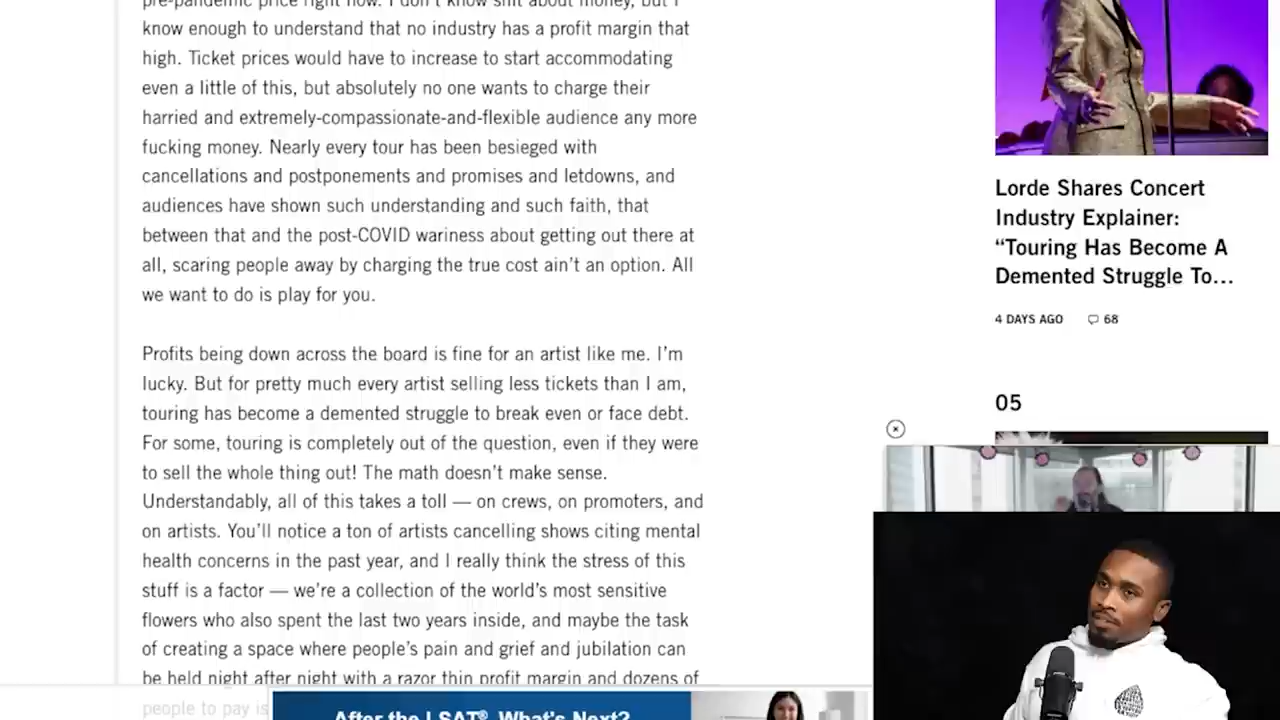 pre-pandemic price right now. I don't know shit about money, but I
know enough to understand that no industry has a profit margin that
high. Ticket prices would have to increase to start accommodating
even a little of this, but absolutely no one wants to charge their
harried and extremely-compassionate-and-flexible audience any more
fucking money. Nearly every tour has been besieged with
cancellations and postponements and promises and letdowns, and
audiences have shown such understanding and such faith, that
between that and the post-COVID wariness about getting out there at
all, scaring people away by charging the true cost ain't an option. All
we want to do is play for you.
Profits being down across the board is fine for an artist like me. I'm
lucky. But for pretty much every artist selling less tickets than I am,
touring has become a demented struggle to break even or face debt.
For some, touring is completely out of the question, even if they were
to sell the whole thing out! The math doesn't make sense.
Understandably, all of this takes a toll — on crews, on promoters, and
on artists. You'll notice a ton of artists cancelling shows citing mental
health concerns in the past year, and I really think the stress of this
stuff is a factor — we're a collection of the world's most sensitive
flowers who also spent the last two years inside, and maybe the task
of creating a space where people's pain and grief and jubilation can
be held night after night with a razor thin profit margin and dozens of
people to pay is
Lorde Shares Concert
Industry Explainer:
“Touring Has Become A
Demented Struggle To…
4 DAYS AGO 68
05
After the LSAT® What's Next?